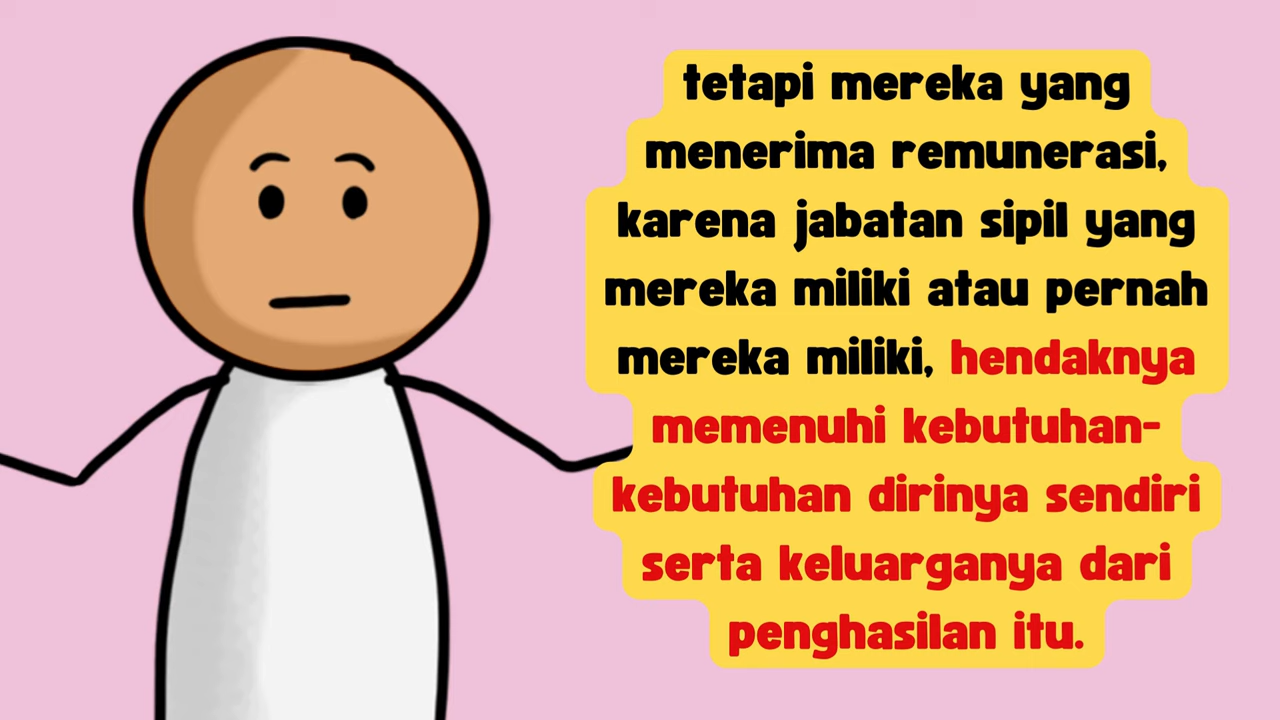 tetapi mereka yang
menerima remunerasi,
karena jabatan sipil yang
mereka miliki atau pernah
mereka miliki, hendaknya
memenuhi kebutuhan-
kebutuhan dirinya sendiri
serta keluarganya dari
penghasilan itu.